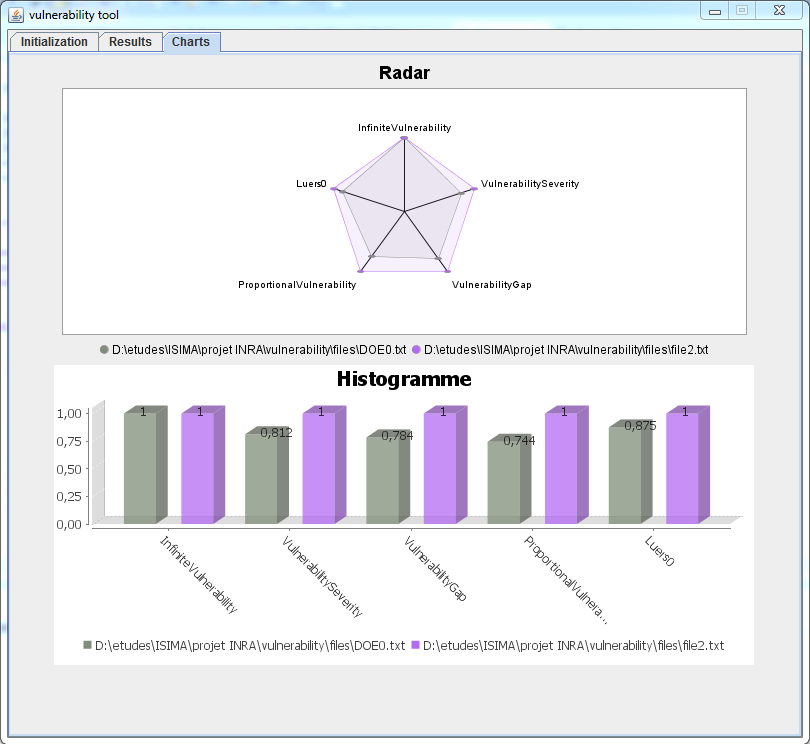 vulnerability tool
Initialization Results Charts
Radar
InfiniteVulnerability
Luers0 VulnerabilitySeverity
ProportionalVulnerability VulnerabilityGap
D:\etudes\ISIMA\projet INRA\vulnerability\files\DOE0.txt D:\etudes\ISIMA\projet INRA\vulnerability\files\file2.txt
Histogramme
1,00 1 1 0,812 1 0,784 1 0,744 1 0,875 1
0,75
0,50
0,25
0,00
InfiniteVulnerability VulnerabilitySeverity VulnerabilityGap ProportionalVulnera... Luers0
D:\etudes\ISIMA\projet INRA\vulnerability\files\DOE0.txt D:\etudes\ISIMA\projet INRA\vulnerability\files\file2.txt